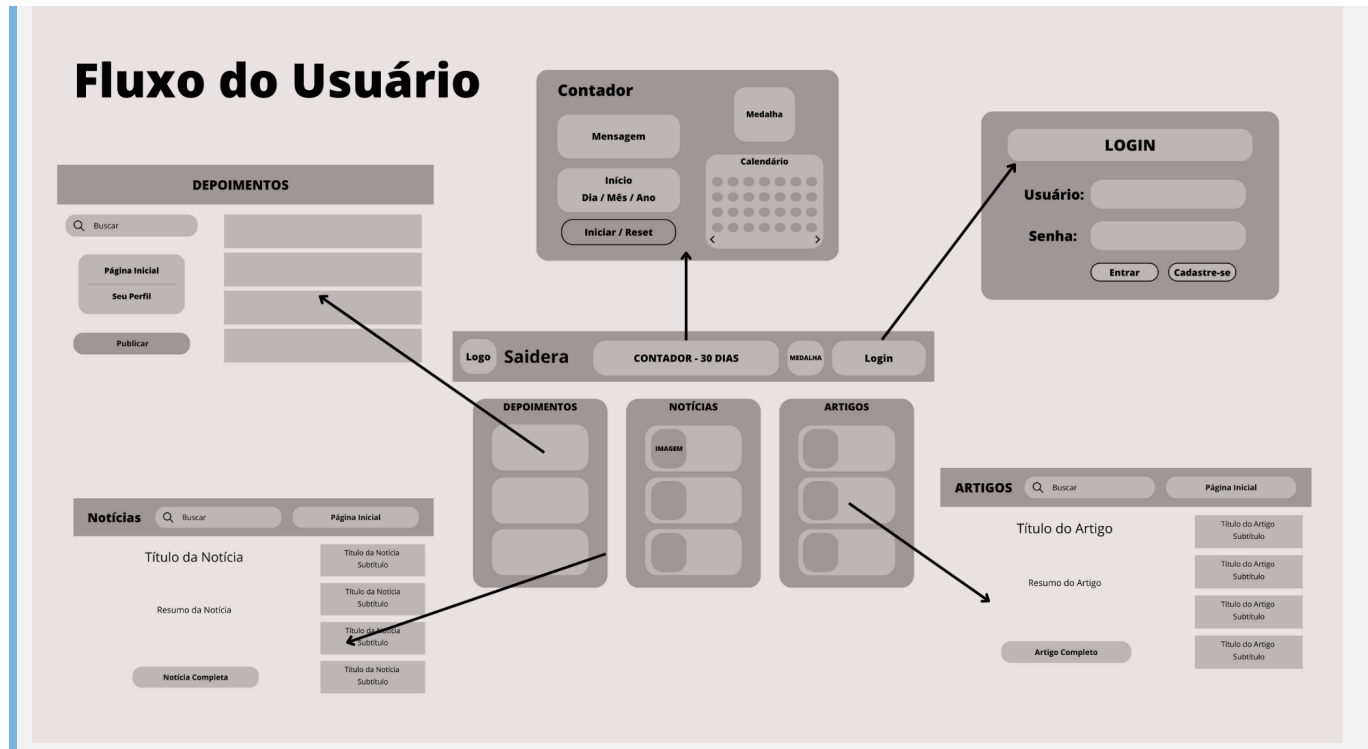 Fluxo do Usuário
Contador
Mensagem
Início
Dia / Mês / Ano
Iniciar / Reset
Medalha
Calendário
LOGIN
Usuário:
Senha:
Entrar
Cadastre-se
DEPOIMENTOS
Buscar
Página Inicial
Seu Perfil
Publicar
Logo
Saidera
CONTADOR - 30 DIAS
MEDALHA
Login
DEPOIMENTOS
NOTÍCIAS
IMAGEM
ARTIGOS
Notícias
Buscar
Página Inicial
Título da Notícia
Resumo da Notícia
Notícia Completa
Título da Notícia
Subtítulo
Título da Notícia
Subtítulo
Título da Notícia
Subtítulo
Título da Notícia
Subtítulo
ARTIGOS
Buscar
Página Inicial
Título do Artigo
Resumo do Artigo
Artigo Completo
Título do Artigo
Subtítulo
Título do Artigo
Subtítulo
Título do Artigo
Subtítulo
Título do Artigo
Subtítulo